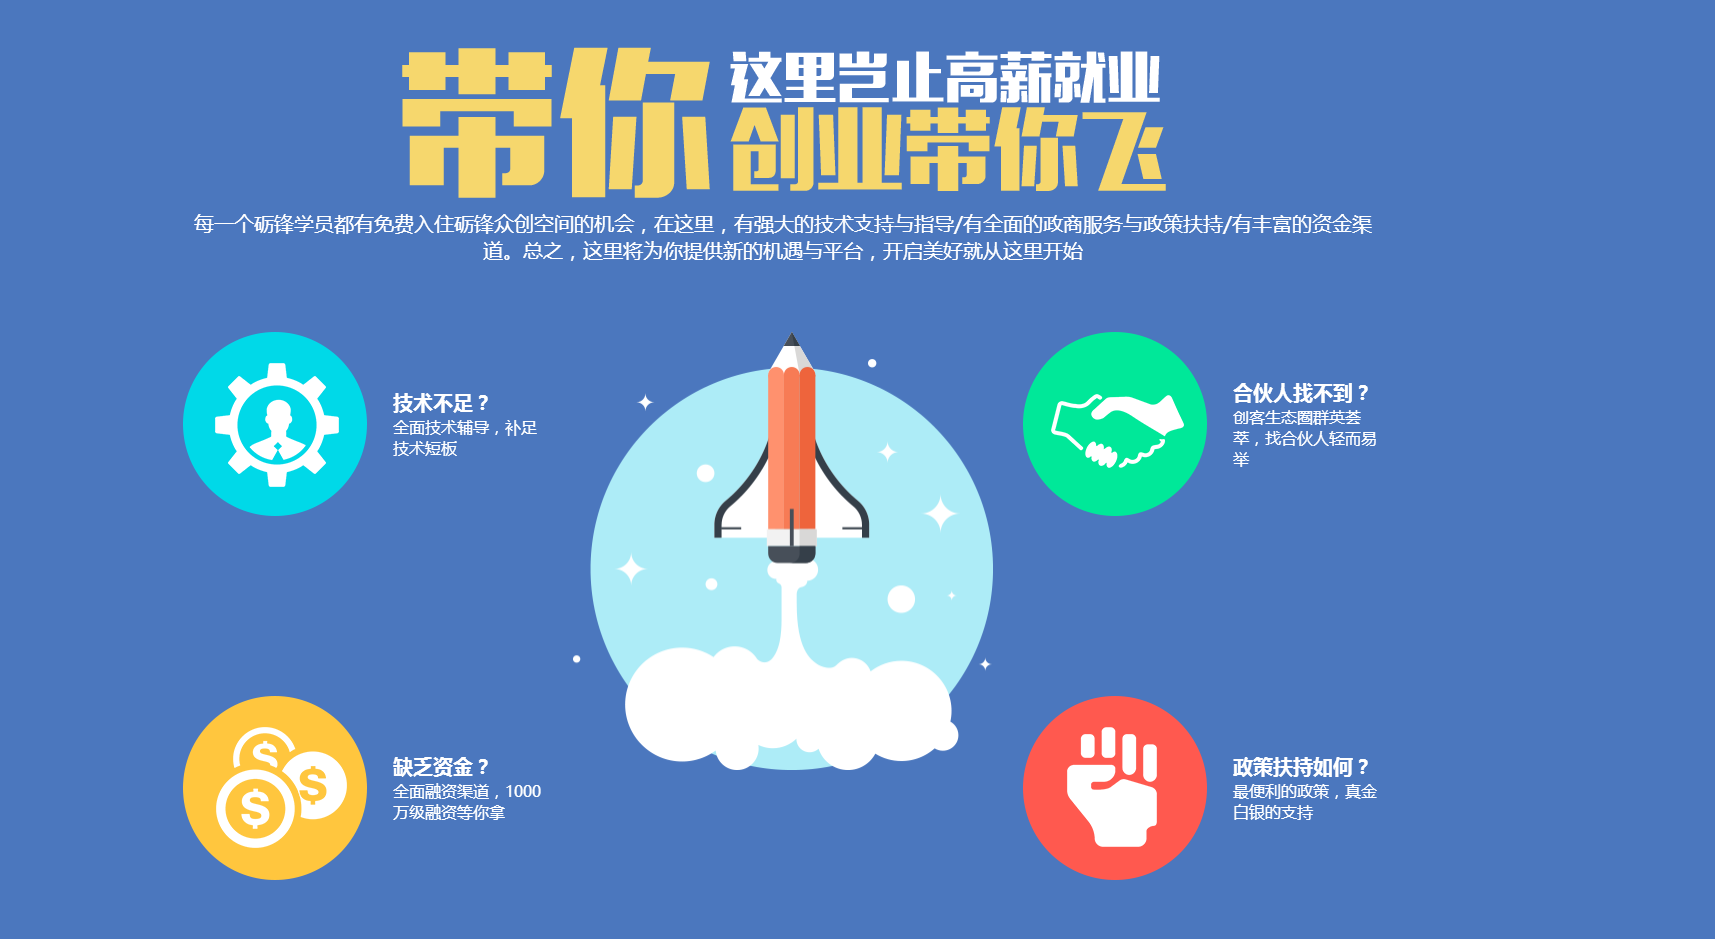 带你
这里岂止高薪就业
创业带你飞
每一个砺锋学员都有免费入住砺锋众创空间的机会，在这里，有强大的技术支持与指导/有全面的政商服务与政策扶持/有丰富的资金渠
道。总之，这里将为你提供新的机遇与平台，开启美好就从这里开始
技术不足？
全面技术辅导，补足
技术短板
合伙人找不到？
创客生态圈群英荟
萃，找合伙人轻而易
举
缺乏资金？
全面融资渠道，1000
万级融资等你拿
政策扶持如何？
最便利的政策，真金
白银的支持